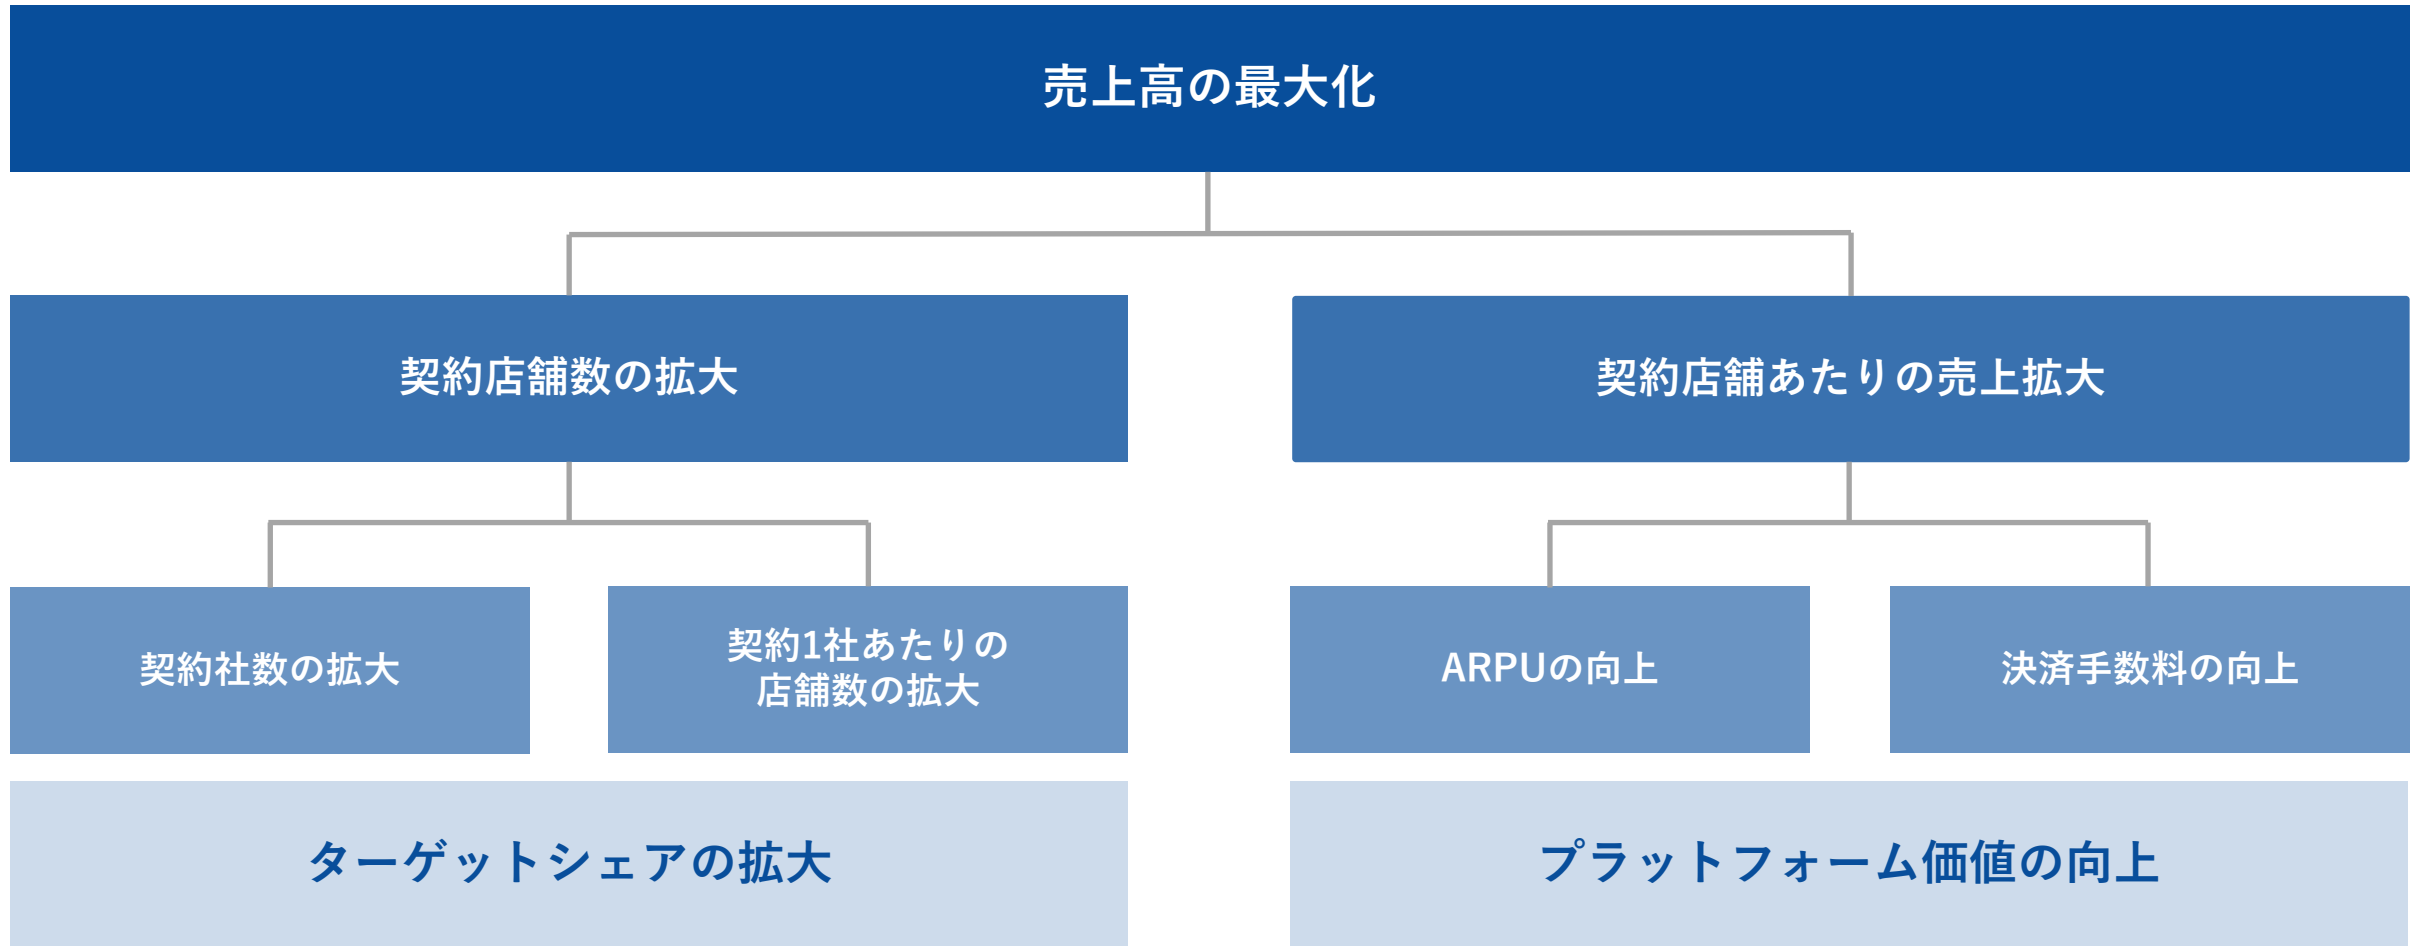 売上高の最大化
契約店舗数の拡大
契約店舗あたりの売上拡大
契約社数の拡大
契約1社あたりの
店舗数の拡大
ARPUの向上
決済手数料の向上
ターゲットシェアの拡大
プラットフォーム価値の向上